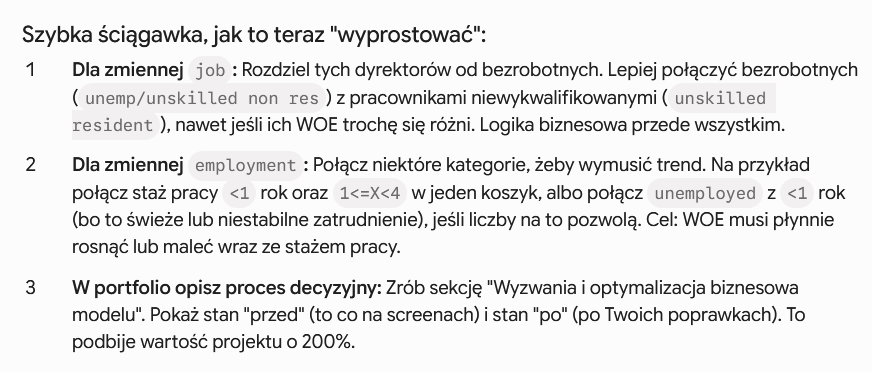 Szybka ściągawka, jak to teraz "wyprostować":
1 Dla zmiennej job : Rozdziel tych dyrektorów od bezrobotnych. Lepiej połączyć bezrobotnych
( unemp/unskilled non res ) z pracownikami niewykwalifikowanymi ( unskilled
resident ), nawet jeśli ich WOE trochę się różni. Logika biznesowa przede wszystkim.
2 Dla zmiennej employment : Połącz niektóre kategorie, żeby wymusić trend. Na przykład
połącz staż pracy <1 rok oraz 1<=X<4 w jeden koszyk, albo połącz unemployed z <1 rok
(bo to świeże lub niestabilne zatrudnienie), jeśli liczby na to pozwolą. Cel: WOE musi płynnie
rosnąć lub maleć wraz ze stażem pracy.
3 W portfolio opisz proces decyzyjny: Zrób sekcję "Wyzwania i optymalizacja biznesowa
modelu". Pokaż stan "przed" (to co na screenach) i stan "po" (po Twoich poprawkach). To
podbije wartość projektu o 200%.